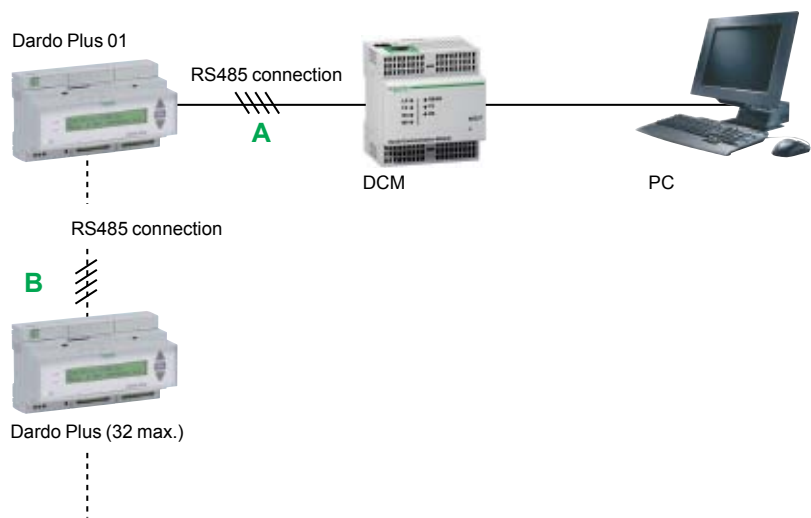 Dardo Plus 01
RS485 connection
A
DCM
PC
RS485 connection
B
Dardo Plus (32 max.)